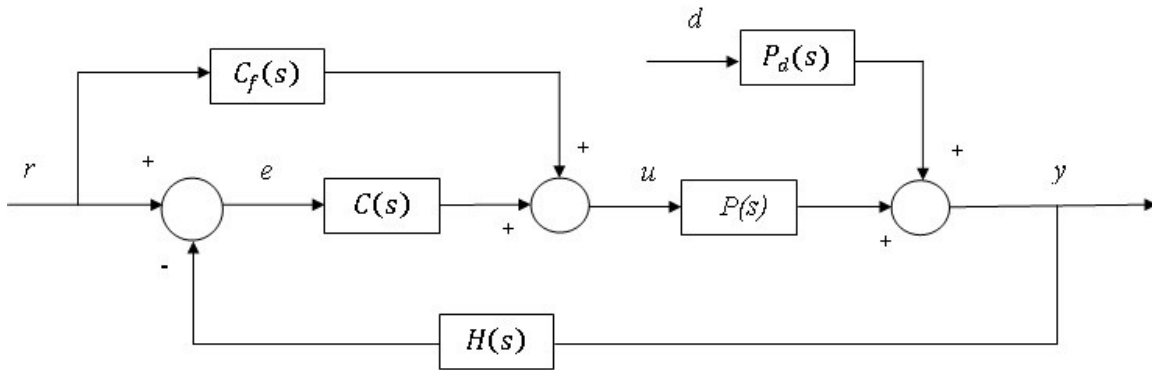 d
C_f(s)
P_d(s)
r
+
e
+
u
+
y
C(s)
P(s)
+
+
-
H(s)